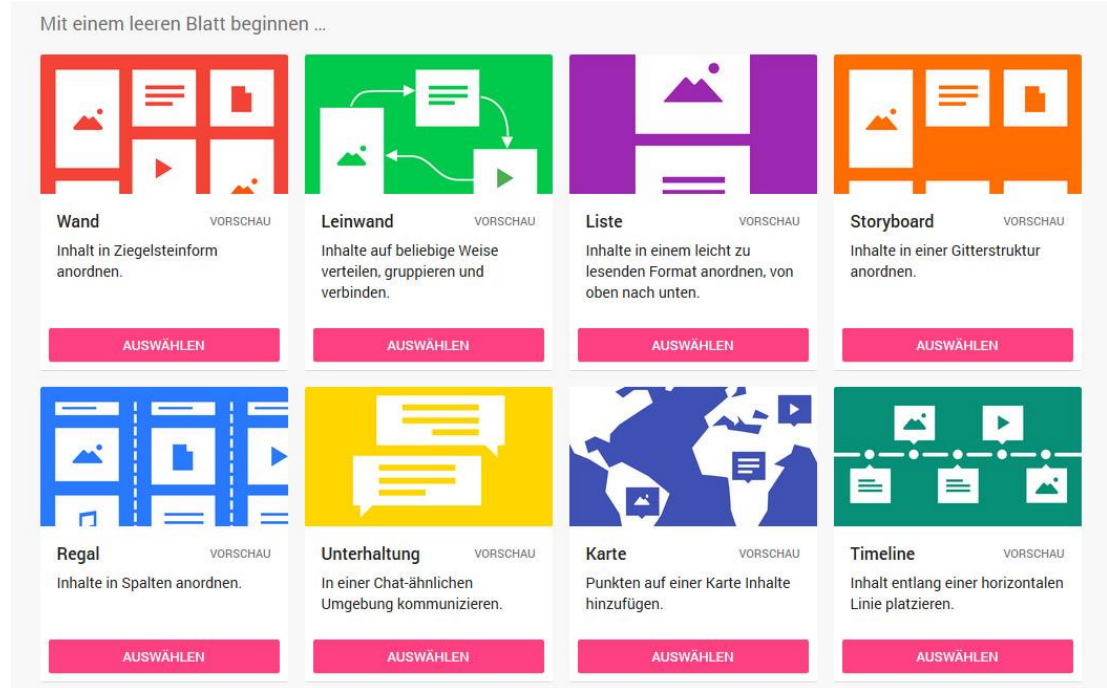 Mit einem leeren Blatt beginnen ...
Wand VORSCHAU
Inhalt in Ziegelsteinform
anordnen.
AUSWÄHLEN
Leinwand VORSCHAU
Inhalte auf beliebige Weise
verteilen, gruppieren und
verbinden.
AUSWÄHLEN
Liste VORSCHAU
Inhalte in einem leicht zu
lesenden Format anordnen, von
oben nach unten.
AUSWÄHLEN
Storyboard VORSCHAU
Inhalte in einer Gitterstruktur
anordnen.
AUSWÄHLEN
Regal VORSCHAU
Inhalte in Spalten anordnen.
AUSWÄHLEN
Unterhaltung VORSCHAU
In einer Chat-ähnlichen
Umgebung kommunizieren.
AUSWÄHLEN
Karte VORSCHAU
Punkten auf einer Karte Inhalte
hinzufügen.
AUSWÄHLEN
Timeline VORSCHAU
Inhalt entlang einer horizontalen
Linie platzieren.
AUSWÄHLEN